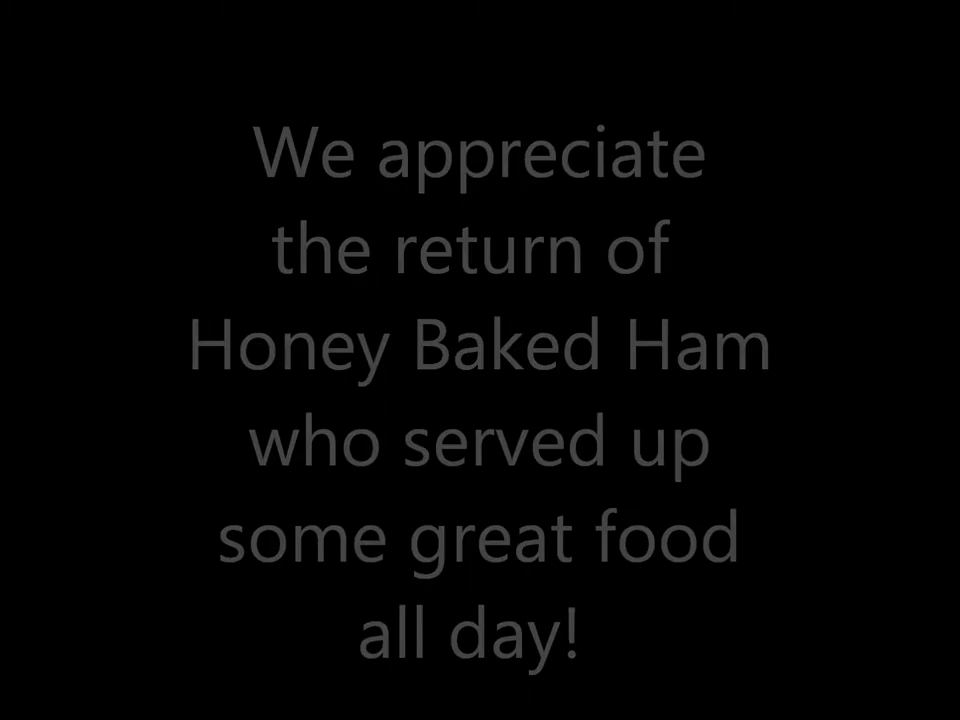 We appreciate
the return of
Honey Baked Ham
who served up
some great food
all day!